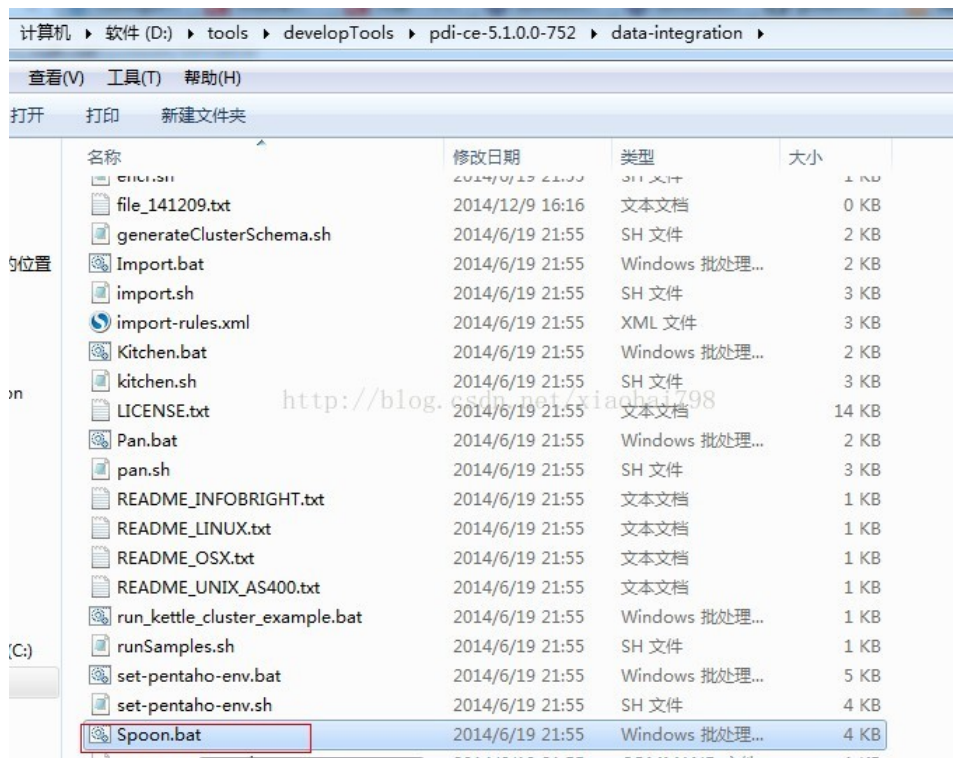 计算机 ▸ 软件 (D:) ▸ tools ▸ developTools ▸ pdi-ce-5.1.0.0-752 ▸ data-integration ▸
查看(V) 工具(T) 帮助(H)
打开 打印 新建文件夹
名称 修改日期 类型 大小
encr.sh 2014/6/19 21:55 SH 文件 1 KB
file_141209.txt 2014/12/9 16:16 文本文档 0 KB
generateClusterSchema.sh 2014/6/19 21:55 SH 文件 2 KB
的位置 Import.bat 2014/6/19 21:55 Windows 批处理... 2 KB
import.sh 2014/6/19 21:55 SH 文件 3 KB
import-rules.xml 2014/6/19 21:55 XML 文件 3 KB
Kitchen.bat 2014/6/19 21:55 Windows 批处理... 2 KB
kitchen.sh 2014/6/19 21:55 SH 文件 3 KB
on http://blog.csdn.net/xiaohai798
LICENSE.txt 2014/6/19 21:55 文本文档 14 KB
Pan.bat 2014/6/19 21:55 Windows 批处理... 2 KB
pan.sh 2014/6/19 21:55 SH 文件 3 KB
README_INFOBRIGHT.txt 2014/6/19 21:55 文本文档 1 KB
README_LINUX.txt 2014/6/19 21:55 文本文档 1 KB
README_OSX.txt 2014/6/19 21:55 文本文档 1 KB
README_UNIX_AS400.txt 2014/6/19 21:55 文本文档 1 KB
run_kettle_cluster_example.bat 2014/6/19 21:55 Windows 批处理... 1 KB
(C:) runSamples.sh 2014/6/19 21:55 SH 文件 1 KB
set-pentaho-env.bat 2014/6/19 21:55 Windows 批处理... 5 KB
set-pentaho-env.sh 2014/6/19 21:55 SH 文件 4 KB
Spoon.bat 2014/6/19 21:55 Windows 批处理... 4 KB